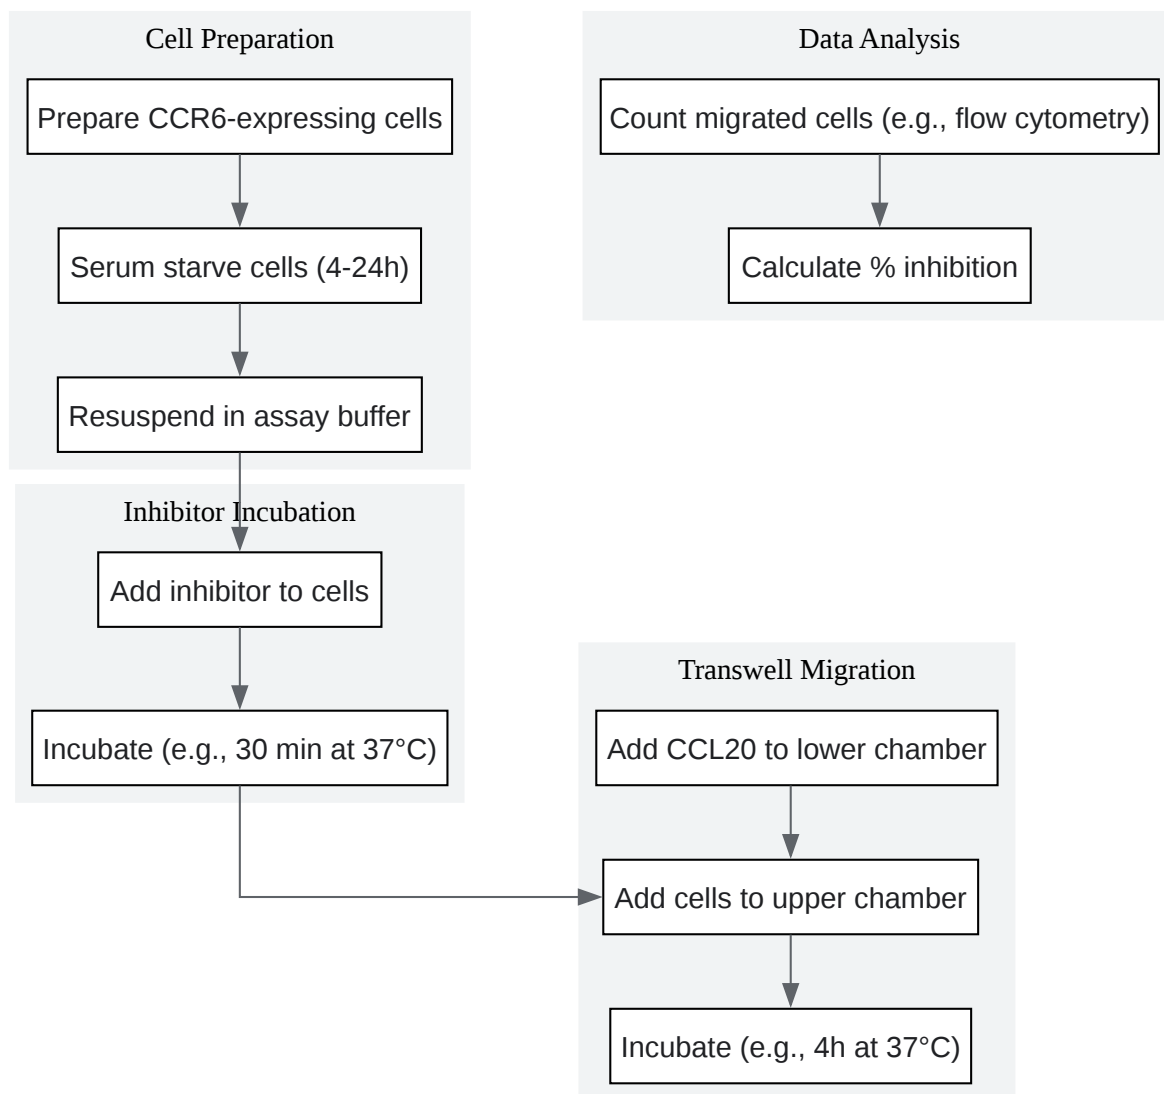 Cell Preparation
Prepare CCR6-expressing cells
Serum starve cells (4-24h)
Resuspend in assay buffer
Inhibitor Incubation
Add inhibitor to cells
Incubate (e.g., 30 min at 37°C)
Transwell Migration
Add CCL20 to lower chamber
Add cells to upper chamber
Incubate (e.g., 4h at 37°C)
Data Analysis
Count migrated cells (e.g., flow cytometry)
Calculate % inhibition